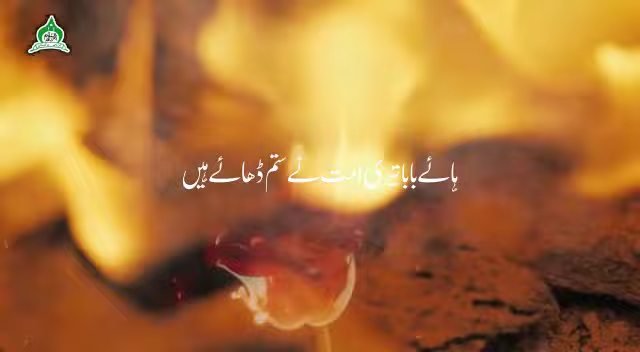 ہائے بابا تیری امت نے ستم ڈھائے ہیں